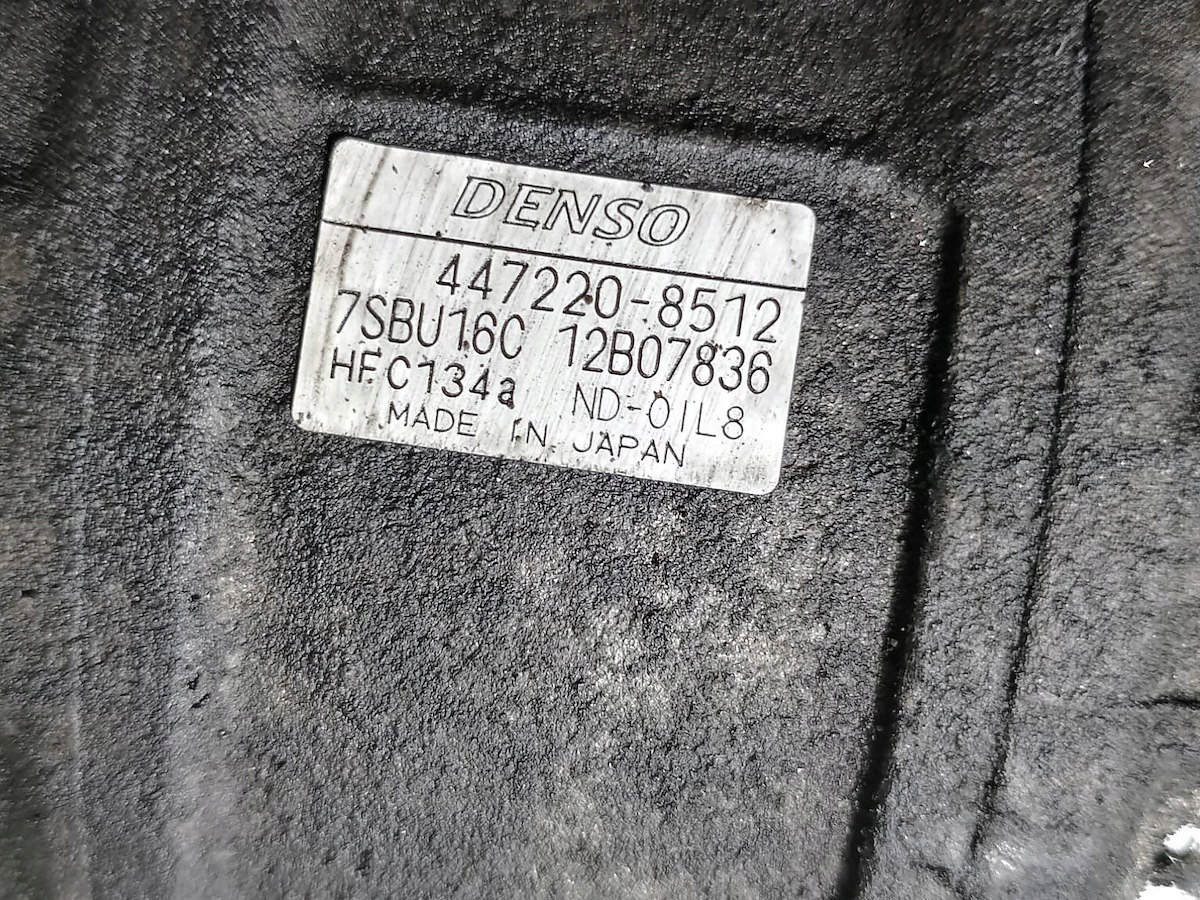 DENSO
447220-8512
7SBU16C 12B07836
HFC134a ND-OIL8
MADE IN JAPAN